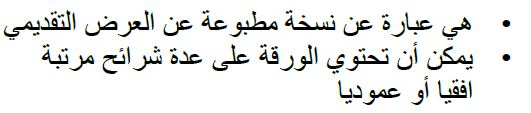 • هي عبارة عن نسخة مطبوعة عن العرض التقديمي
• يمكن أن تحتوي الورقة على عدة شرائح مرتبة
افقيا أو عموديا